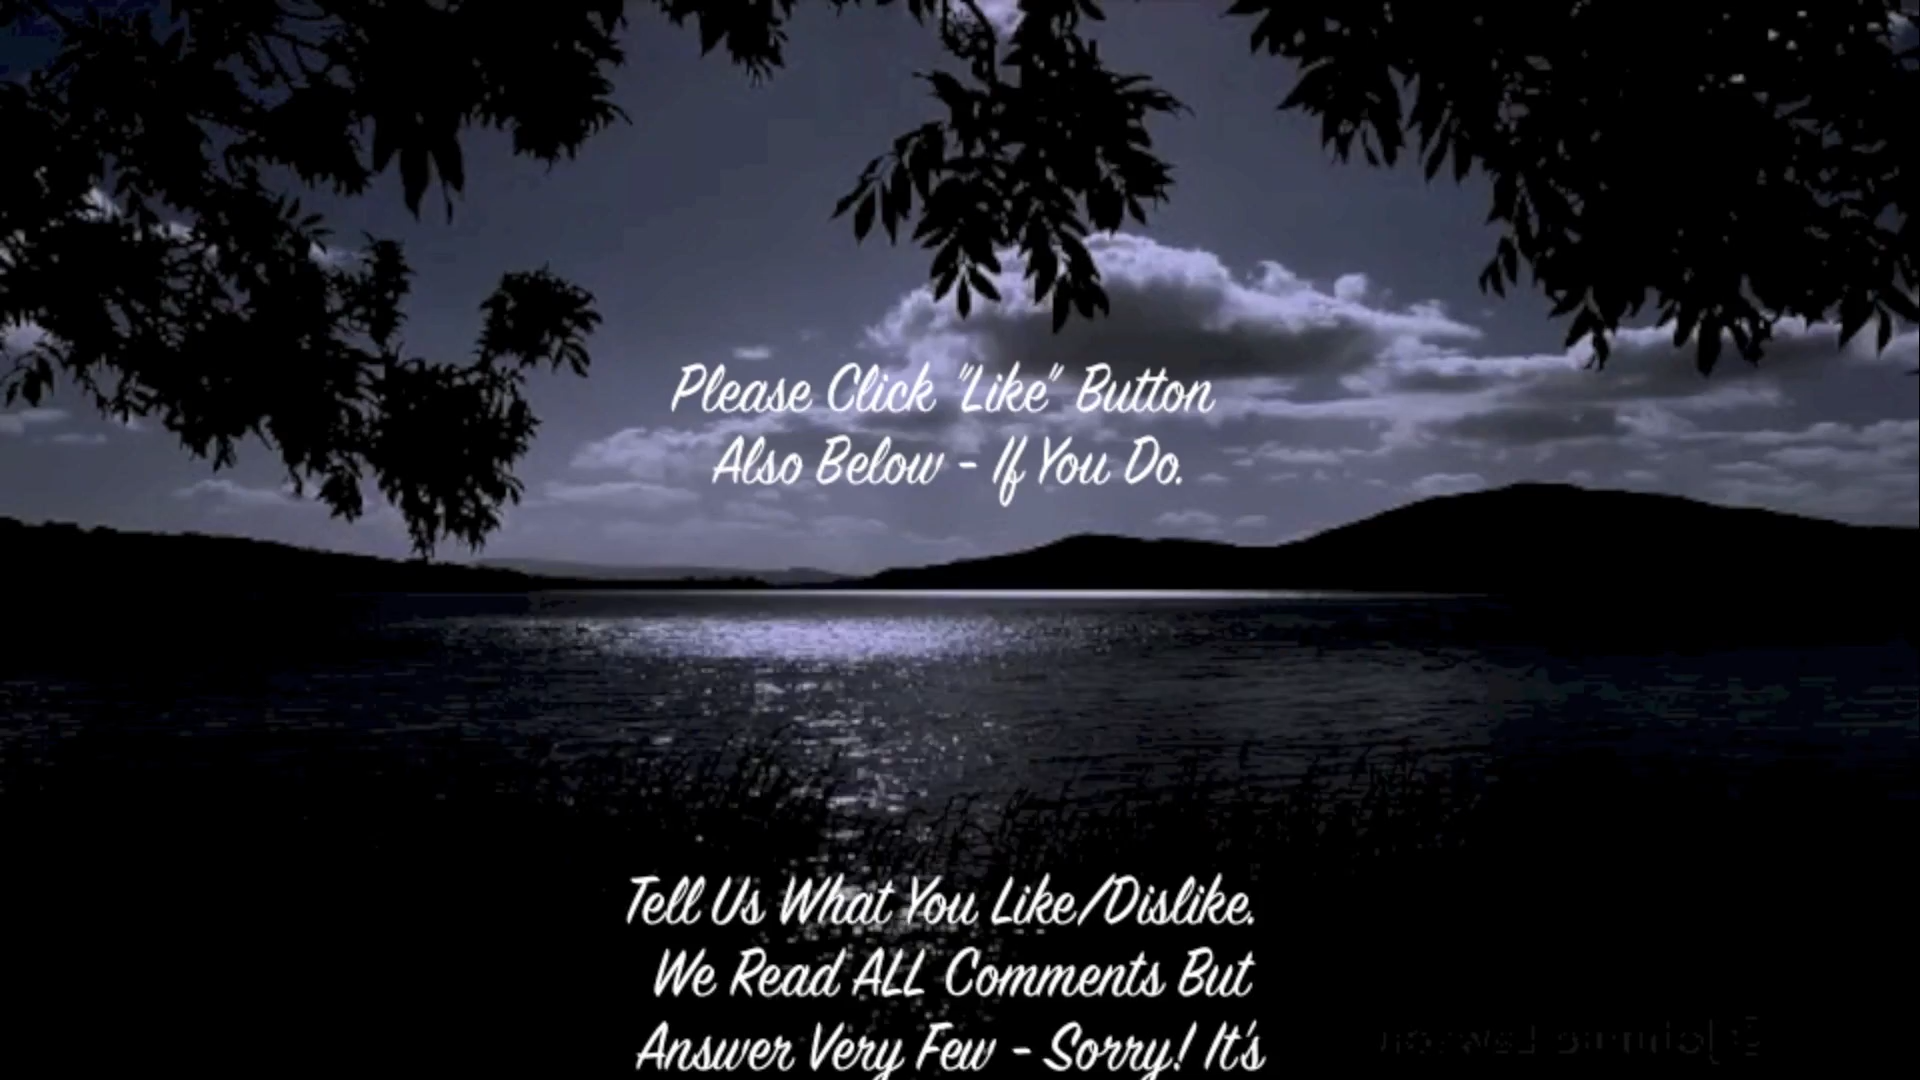 Please Click "Like" Button
Also Below - If You Do.
Tell Us What You Like/Dislike.
We Read ALL Comments But
Answer Very Few - Sorry! It's